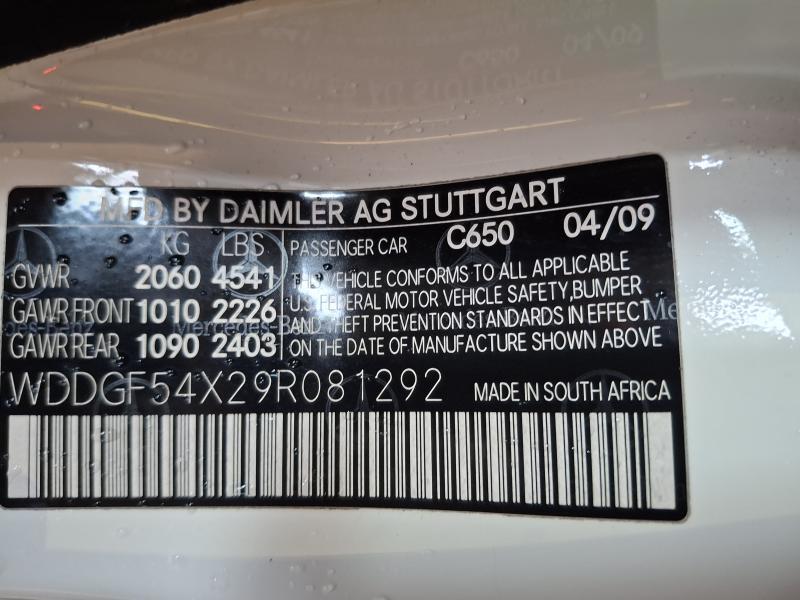 MFD BY DAIMLER AG STUTTGART
KG LBS PASSENGER CAR C650 04/09
GVWR 2060 4541 THE VEHICLE CONFORMS TO ALL APPLICABLE
GAWR FRONT 1010 2226 U.S. FEDERAL MOTOR VEHICLE SAFETY,BUMPER
AND THEFT PREVENTION STANDARDS IN EFFECT
GAWR REAR 1090 2403 ON THE DATE OF MANUFACTURE SHOWN ABOVE
WDDGF54X29R081292 MADE IN SOUTH AFRICA